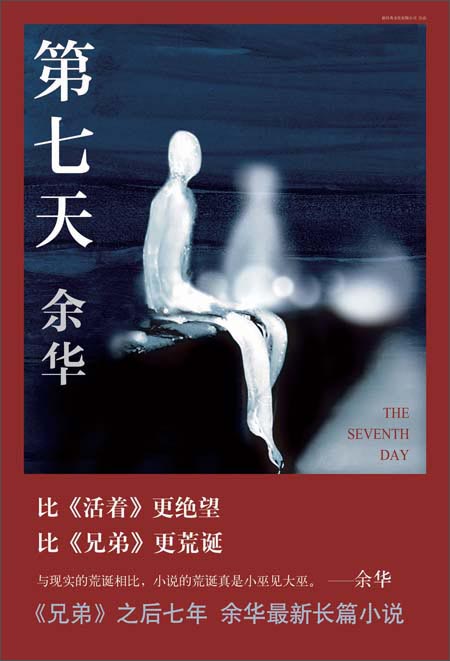 第七天
余华
THE
SEVENTH
DAY
比《活着》更绝望
比《兄弟》更荒诞
与现实的荒诞相比，小说的荒诞真是小巫见大巫。 ——余华
《兄弟》之后七年 余华最新长篇小说